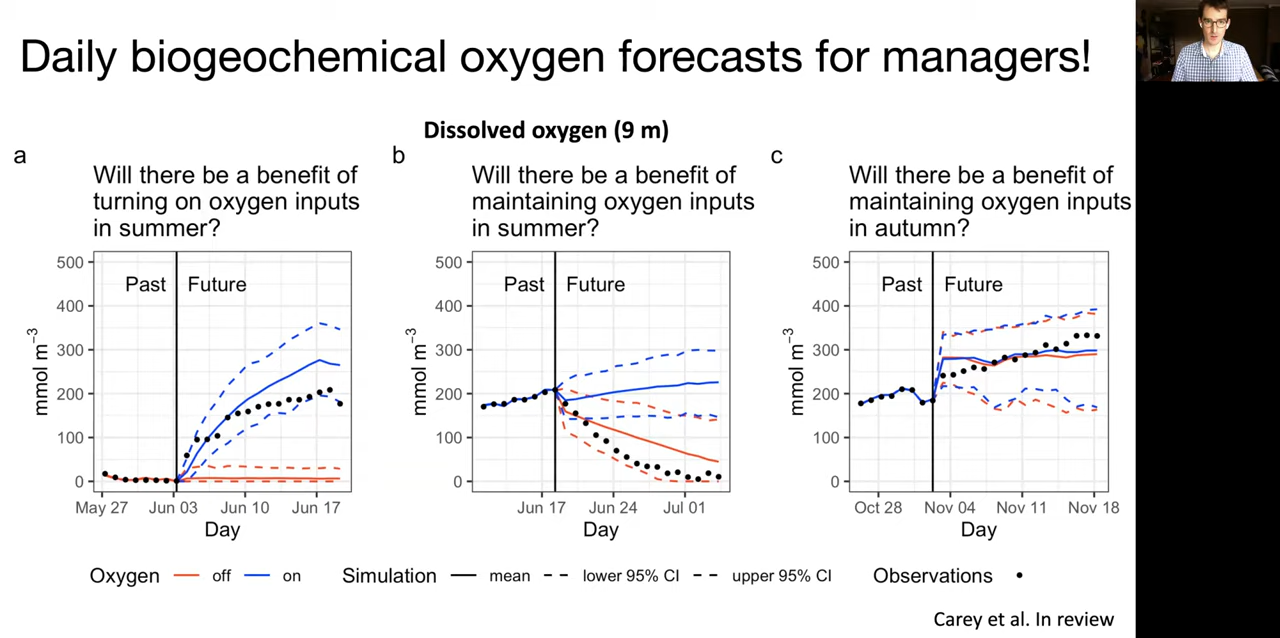 Daily biogeochemical oxygen forecasts for managers!
Dissolved oxygen (9 m)
a
Will there be a benefit of
turning on oxygen inputs
in summer?
500
400
300
200
100
0
mmol m⁻³
Past
Future
May 27
Jun 03
Jun 10
Jun 17
Day
b
Will there be a benefit of
maintaining oxygen inputs
in summer?
500
400
300
200
100
0
mmol m⁻³
Past
Future
Jun 17
Jun 24
Jul 01
Day
c
Will there be a benefit of
maintaining oxygen inputs
in autumn?
500
400
300
200
100
0
mmol m⁻³
Past
Future
Oct 28
Nov 04
Nov 11
Nov 18
Day
Oxygen off on Simulation mean lower 95% CI upper 95% CI Observations
Carey et al. In review